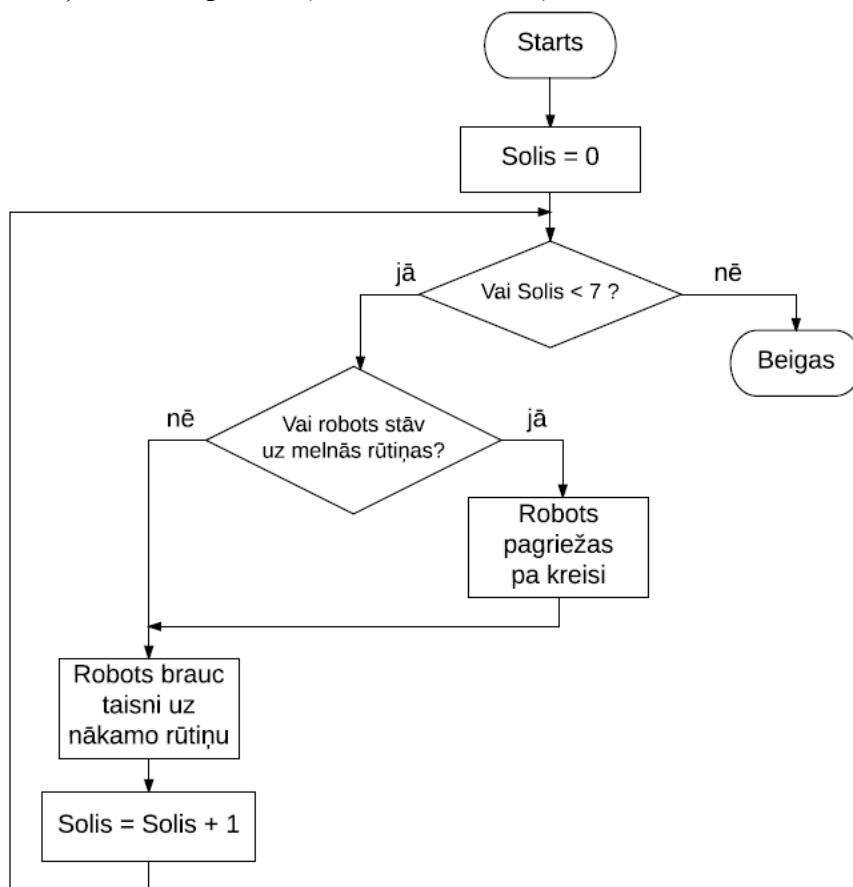 Starts
Solis = 0
jā
Vai Solis < 7 ?
nē
Beigas
nē
Vai robots stāv
uz melnās rūtiņas?
jā
Robots
pagriežas
pa kreisi
Robots brauc
taisni uz
nākamo rūtiņu
Solis = Solis + 1